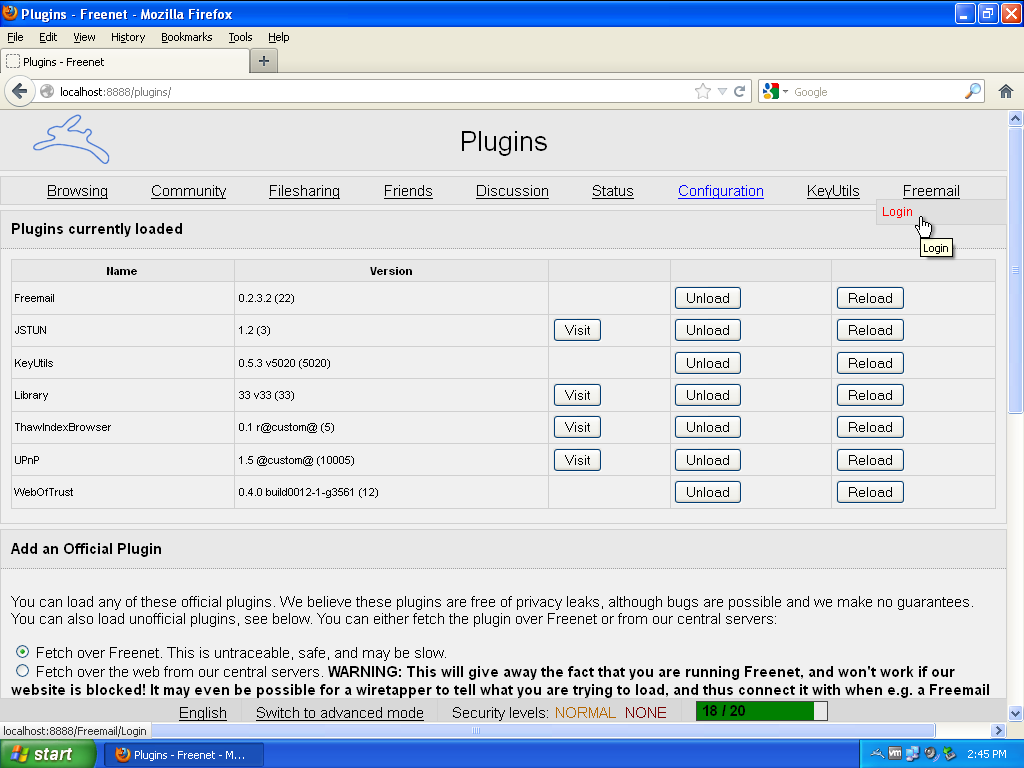 Plugins - Freenet - Mozilla Firefox
File Edit View History Bookmarks Tools Help
Plugins - Freenet
localhost:8888/plugins/
Google
Plugins
Browsing Community Filesharing Friends Discussion Status Configuration KeyUtils Freemail
Login
Login
Plugins currently loaded
Name Version
Freemail 0.2.3.2 (22) Unload Reload
JSTUN 1.2 (3) Visit Unload Reload
KeyUtils 0.5.3 v5020 (5020) Unload Reload
Library 33 v33 (33) Visit Unload Reload
ThawIndexBrowser 0.1 r@custom@ (5) Visit Unload Reload
UPnP 1.5 @custom@ (10005) Visit Unload Reload
WebOfTrust 0.4.0 build0012-1-g3561 (12) Unload Reload
Add an Official Plugin
You can load any of these official plugins. We believe these plugins are free of privacy leaks, although bugs are possible and we make no guarantees.
You can also load unofficial plugins, see below. You can either fetch the plugin over Freenet or from our central servers:
Fetch over Freenet. This is untraceable, safe, and may be slow.
Fetch over the web from our central servers. WARNING: This will give away the fact that you are running Freenet, and won't work if our
website is blocked! It may even be possible for a wiretapper to tell what you are trying to load, and thus connect it with when e.g. a Freemail
English Switch to advanced mode Security levels: NORMAL NONE 18 / 20
localhost:8888/Freemail/Login
start Plugins - Freenet - M... 2:45 PM